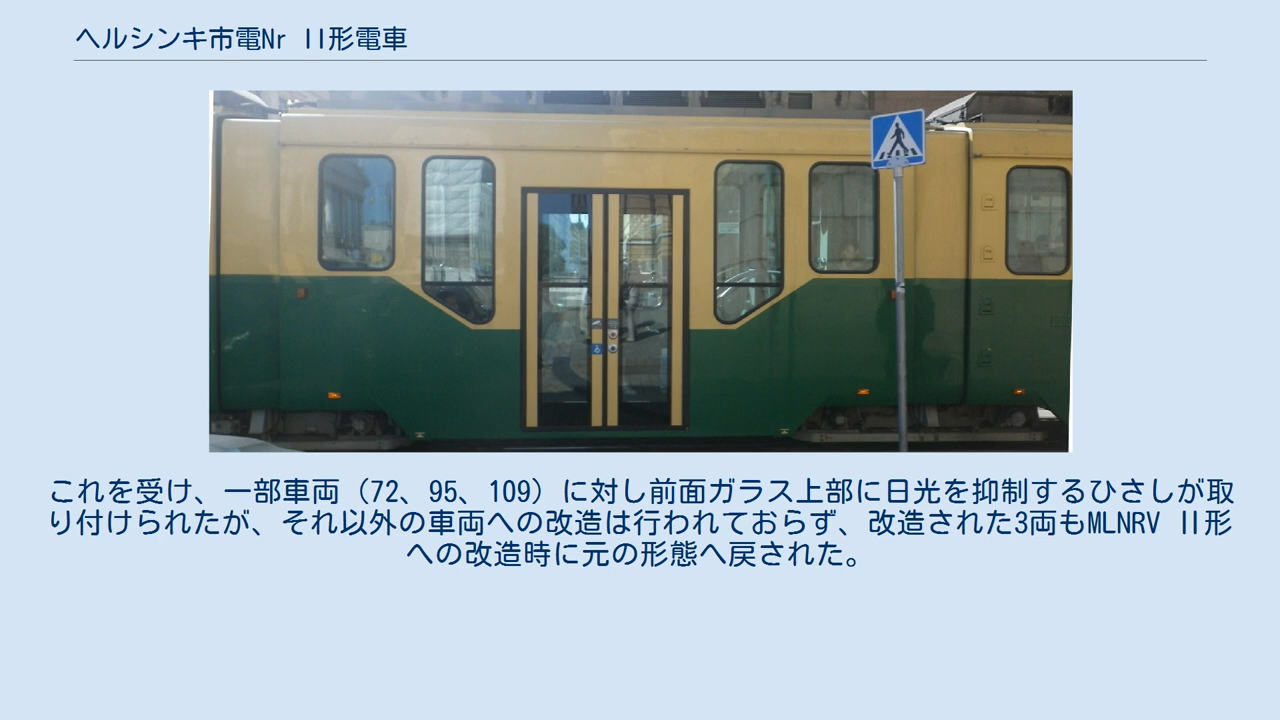 ヘルシンキ市電Nr II形電車
これを受け、一部車両（72、95、109）に対し前面ガラス上部に日光を抑制するひさしが取
り付けられたが、それ以外の車両への改造は行われておらず、改造された3両もMLNRV II形
への改造時に元の形態へ戻された。